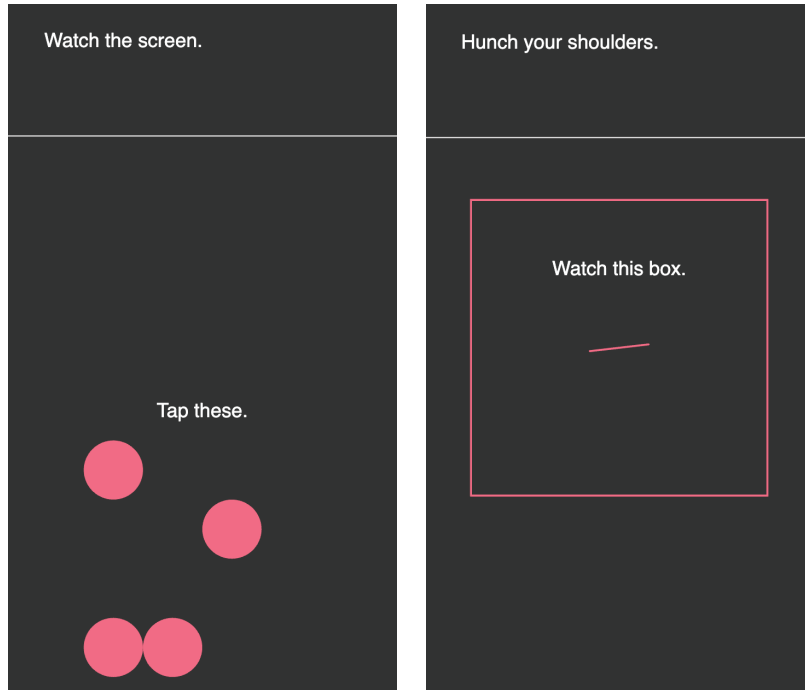 Watch the screen.
Tap these.
Hunch your shoulders.
Watch this box.